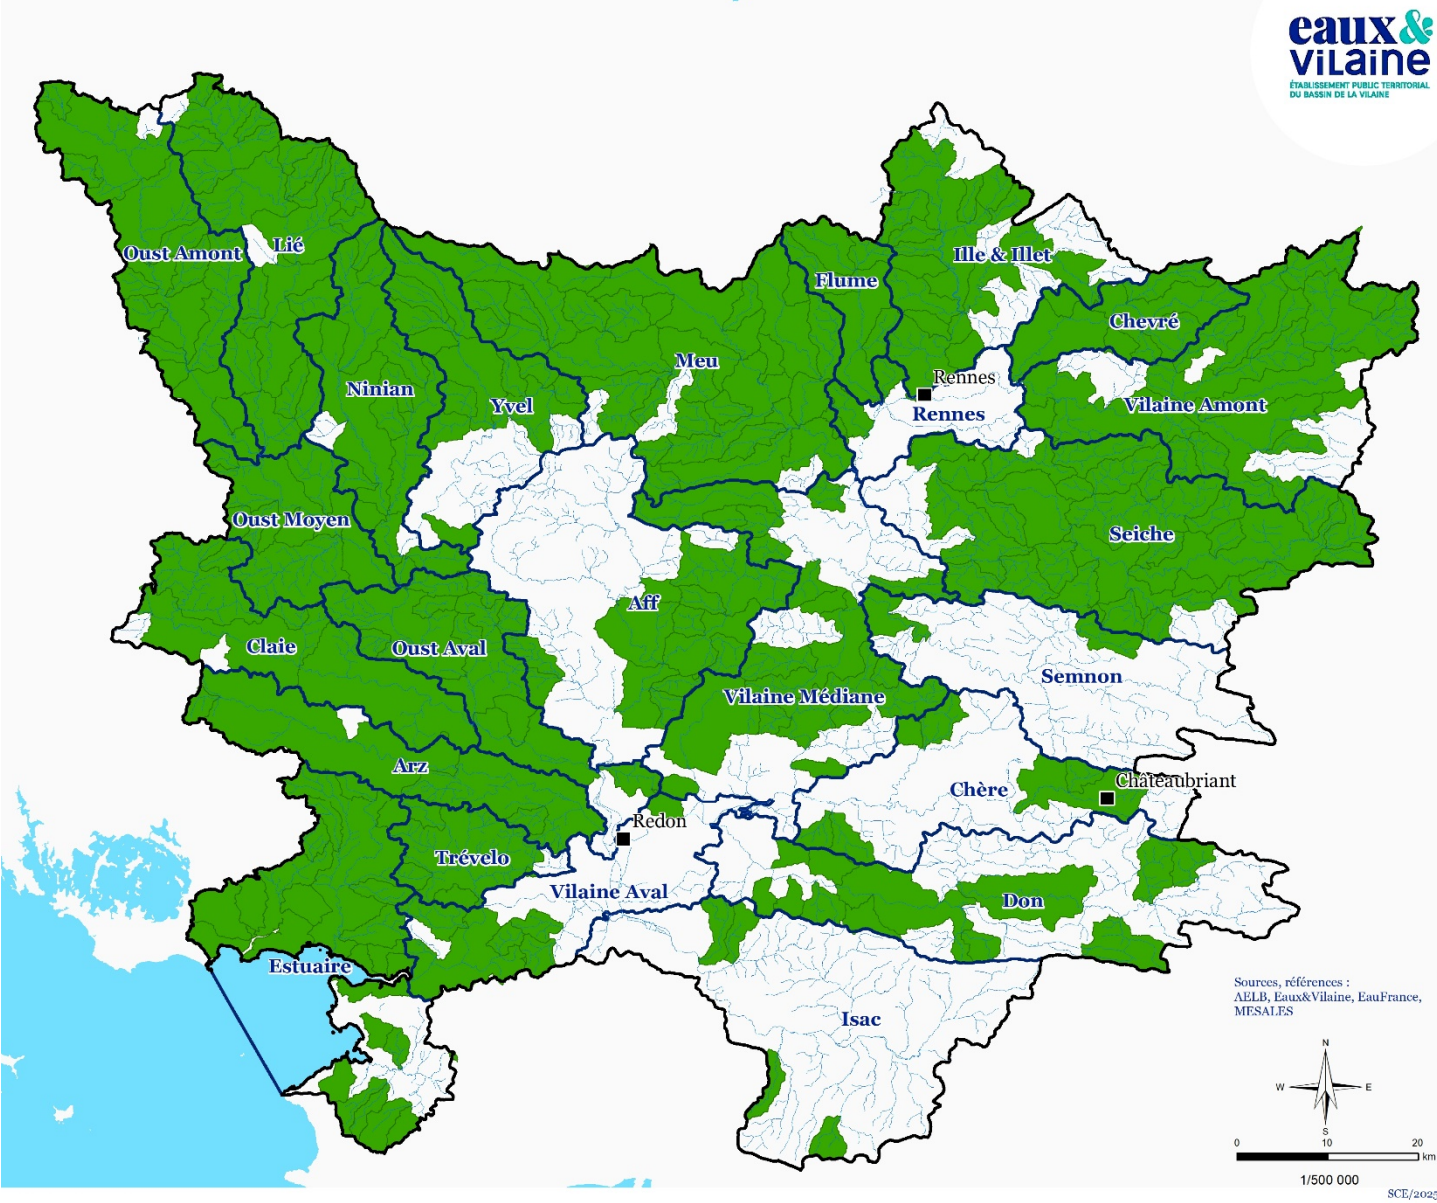 eaux&
ViLaine
ÉTABLISSEMENT PUBLIC TERRITORIAL
DU BASSIN DE LA VILAINE
Oust Amont
Lié
Ille & Illet
Flume
Chevré
Meu
Rennes
Ninian
Yvel
Rennes
Vilaine Amont
Oust Moyen
Seiche
Aff
Claie
Oust Aval
Semnon
Vilaine Médiane
Arz
Chère
Châteaubriant
Redon
Trévelo
Vilaine Aval
Don
Estuaire
Isac
Sources, références :
AELB, Eaux&Vilaine, EauFrance,
MESALES
N
W
E
S
0 10 20
km
1/500 000